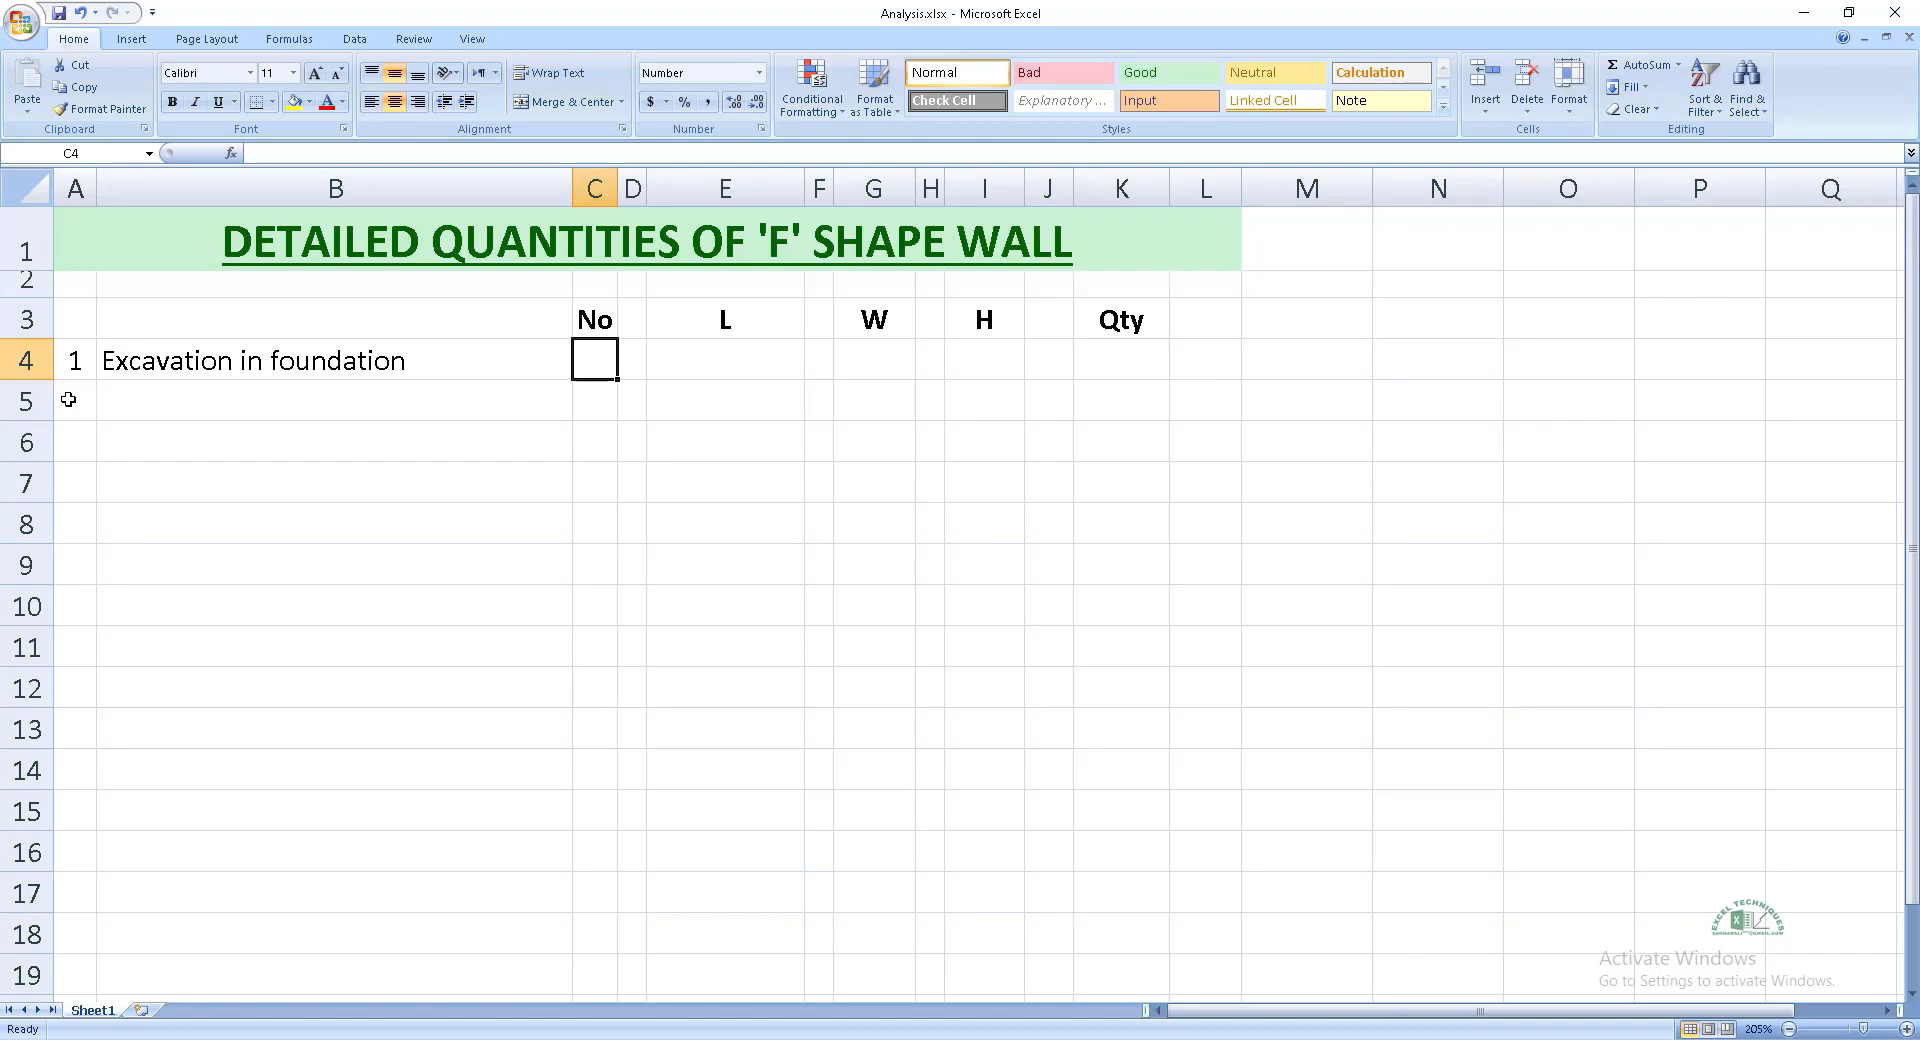 Analysis.xlsx - Microsoft Excel
Home Insert Page Layout Formulas Data Review View
Paste
Cut
Copy
Format Painter
Clipboard
Calibri 11
B I U
Font
Wrap Text
Merge & Center
Alignment
Number
$ % ,
Number
Conditional Formatting
Format as Table
Normal Bad Good Neutral Calculation
Check Cell Explanatory ... Input Linked Cell Note
Styles
Insert Delete Format
Cells
Σ AutoSum
Fill
Clear
Sort & Filter
Find & Select
Editing
C4 fx
A B C D E F G H I J K L M N O P Q
1 DETAILED QUANTITIES OF 'F' SHAPE WALL
2
3 No L W H Qty
4 1 Excavation in foundation
5
6
7
8
9
10
11
12
13
14
15
16
17
18
19
EXCEL TECHNIQUES
Activate Windows
Go to Settings to activate Windows.
Sheet1
Ready 205%